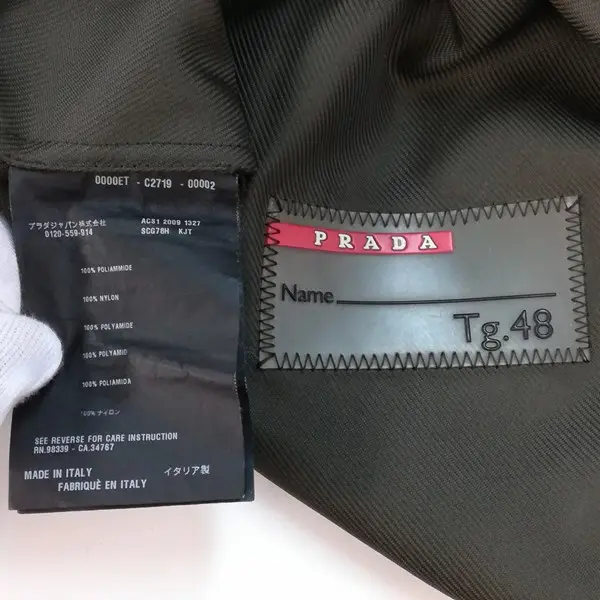 0000ET - C2719 - 00002
プラダジャパン株式会社
0120-559-914
ACS1 2009 1327
SCG78H KJT
100% POLIAMMIDE
100% NYLON
100% POLYAMIDE
100% POLYAMID
100% POLIAMIDA
100% ナイロン
SEE REVERSE FOR CARE INSTRUCTION
RN.98339 - CA.34767
MADE IN ITALY イタリア製
FABRIQUÈ EN ITALY
PRADA
Name
Tg.48